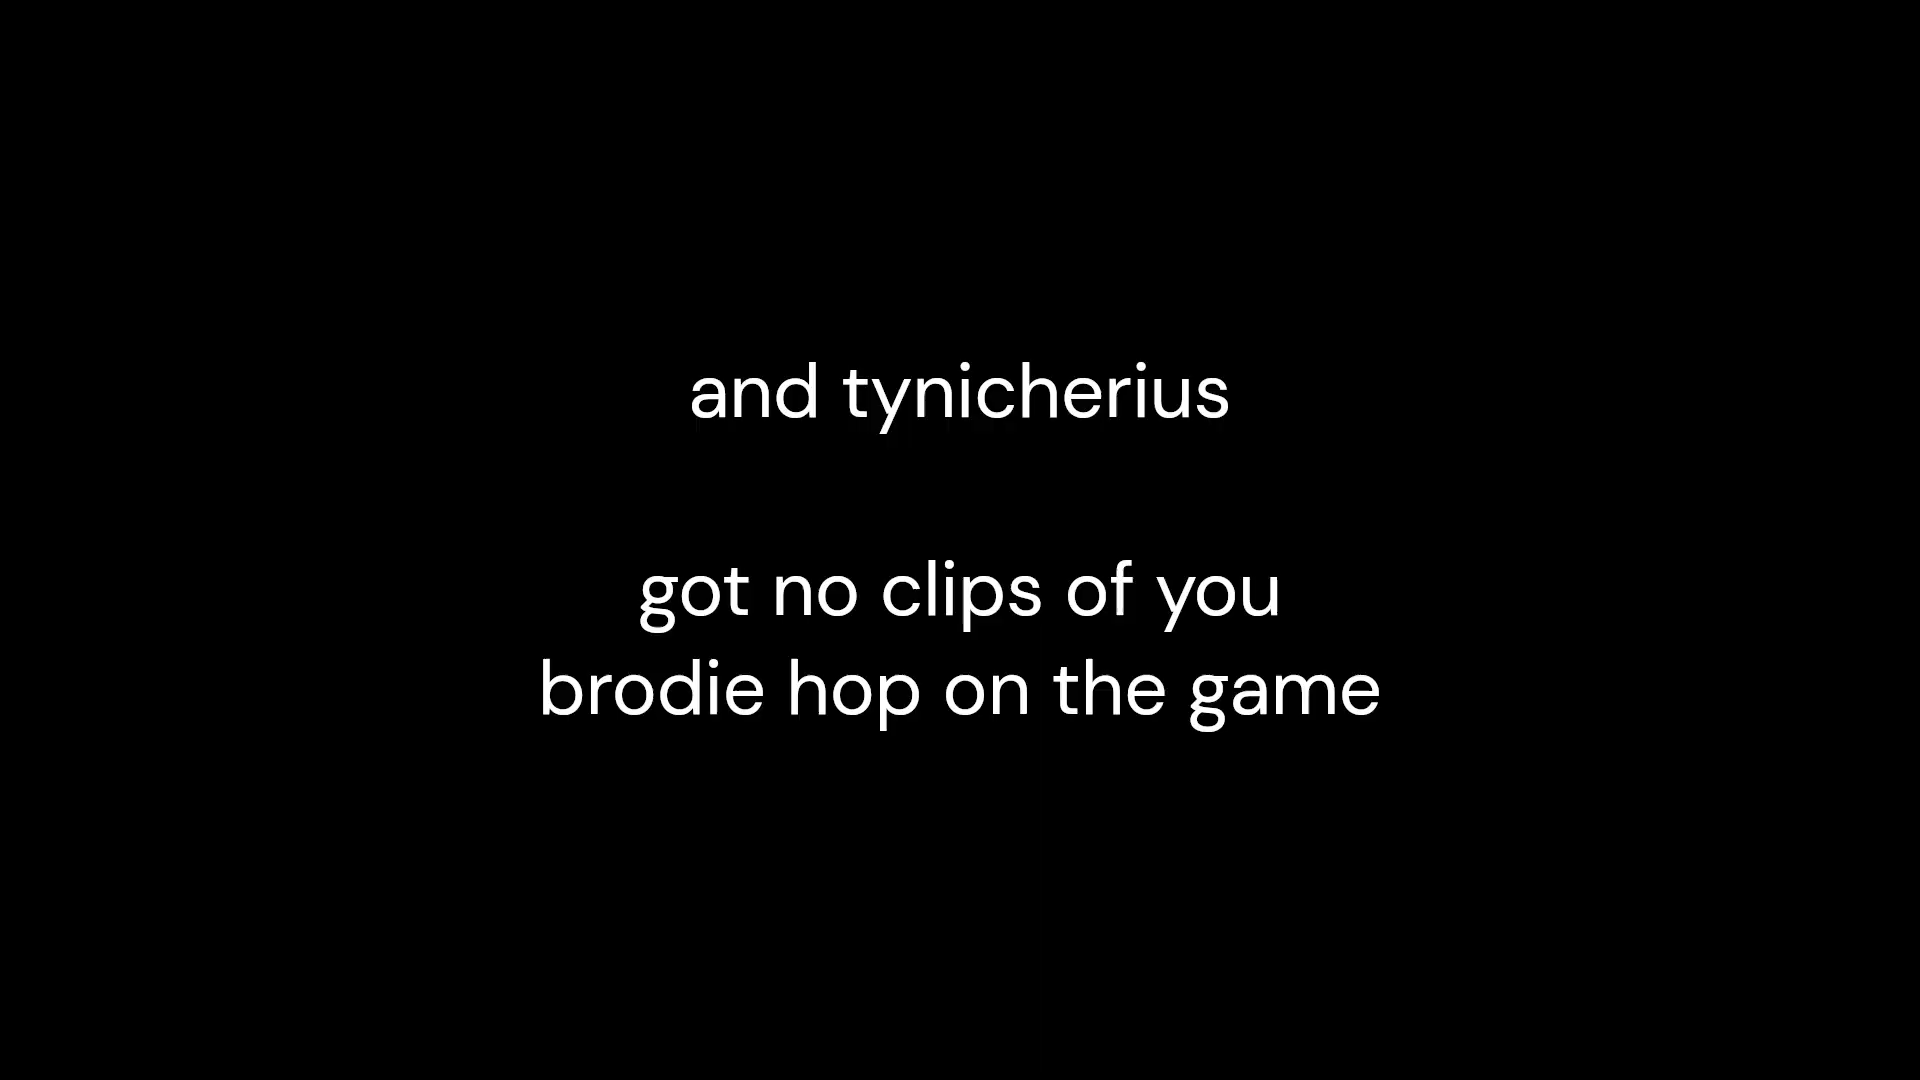 and tynicherius
got no clips of you
brodie hop on the game